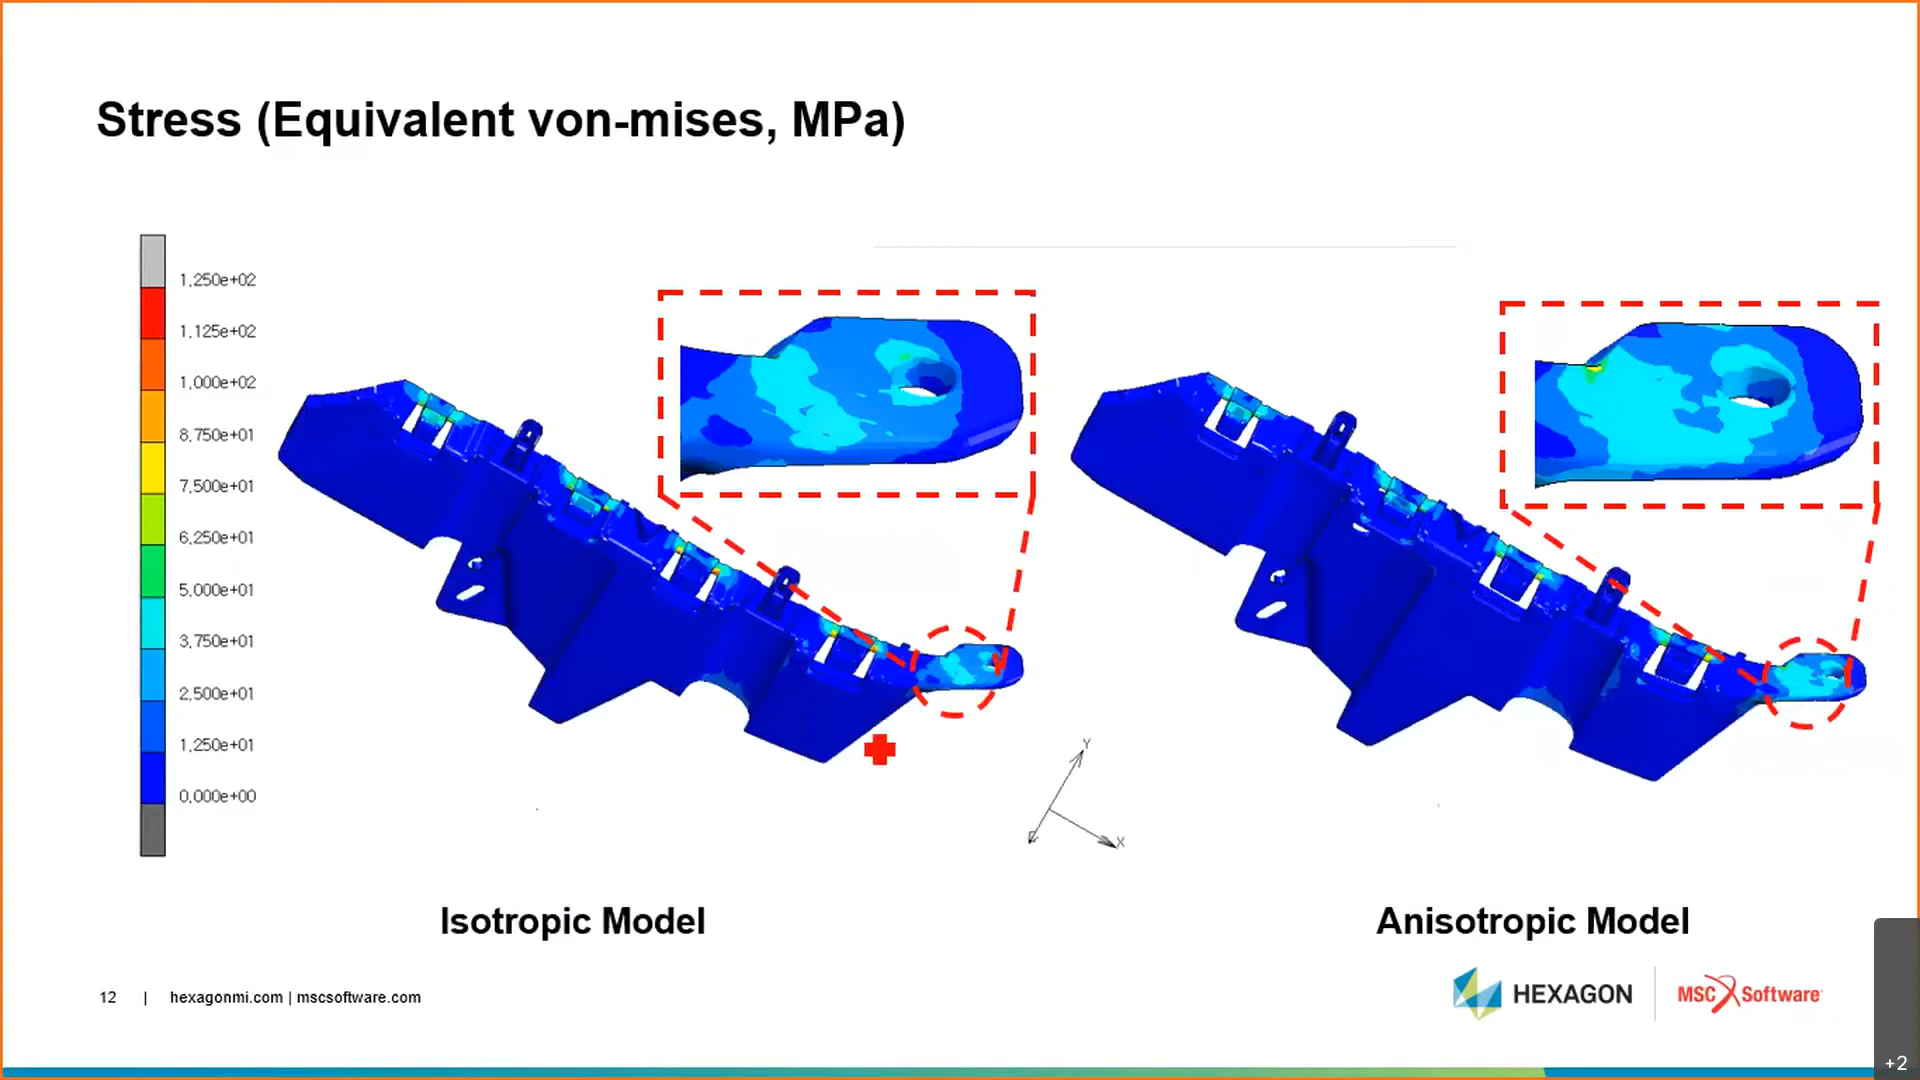 Stress (Equivalent von-mises, MPa)
1,250e+02
1,125e+02
1,000e+02
8,750e+01
7,500e+01
6,250e+01
5,000e+01
3,750e+01
2,500e+01
1,250e+01
0,000e+00
Y
X
Isotropic Model
Anisotropic Model
12 | hexagonmi.com | mscsoftware.com
HEXAGON
MSC Software
+2